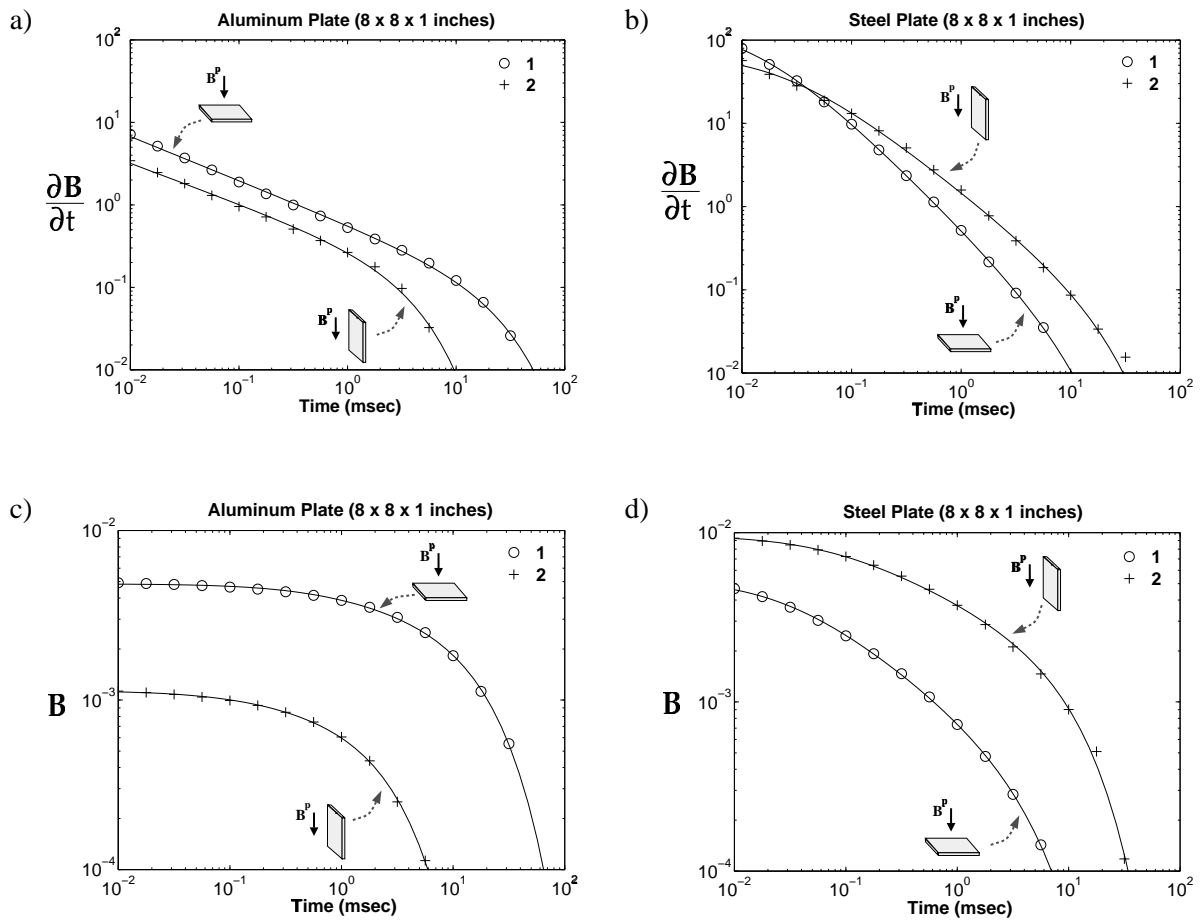 a)
Aluminum Plate (8 x 8 x 1 inches)
10^2
10^1
10^0
10^-1
10^-2
∂B
∂t
1
2
B^p
B^p
10^-2
10^-1
10^0
10^1
10^2
Time (msec)
b)
Steel Plate (8 x 8 x 1 inches)
10^2
10^1
10^0
10^-1
10^-2
∂B
∂t
1
2
B^p
B^p
10^-2
10^-1
10^0
10^1
10^2
Time (msec)
c)
Aluminum Plate (8 x 8 x 1 inches)
10^-2
10^-3
10^-4
B
1
2
B^p
B^p
10^-2
10^-1
10^0
10^1
10^2
Time (msec)
d)
Steel Plate (8 x 8 x 1 inches)
10^-2
10^-3
10^-4
B
1
2
B^p
B^p
10^-2
10^-1
10^0
10^1
10^2
Time (msec)